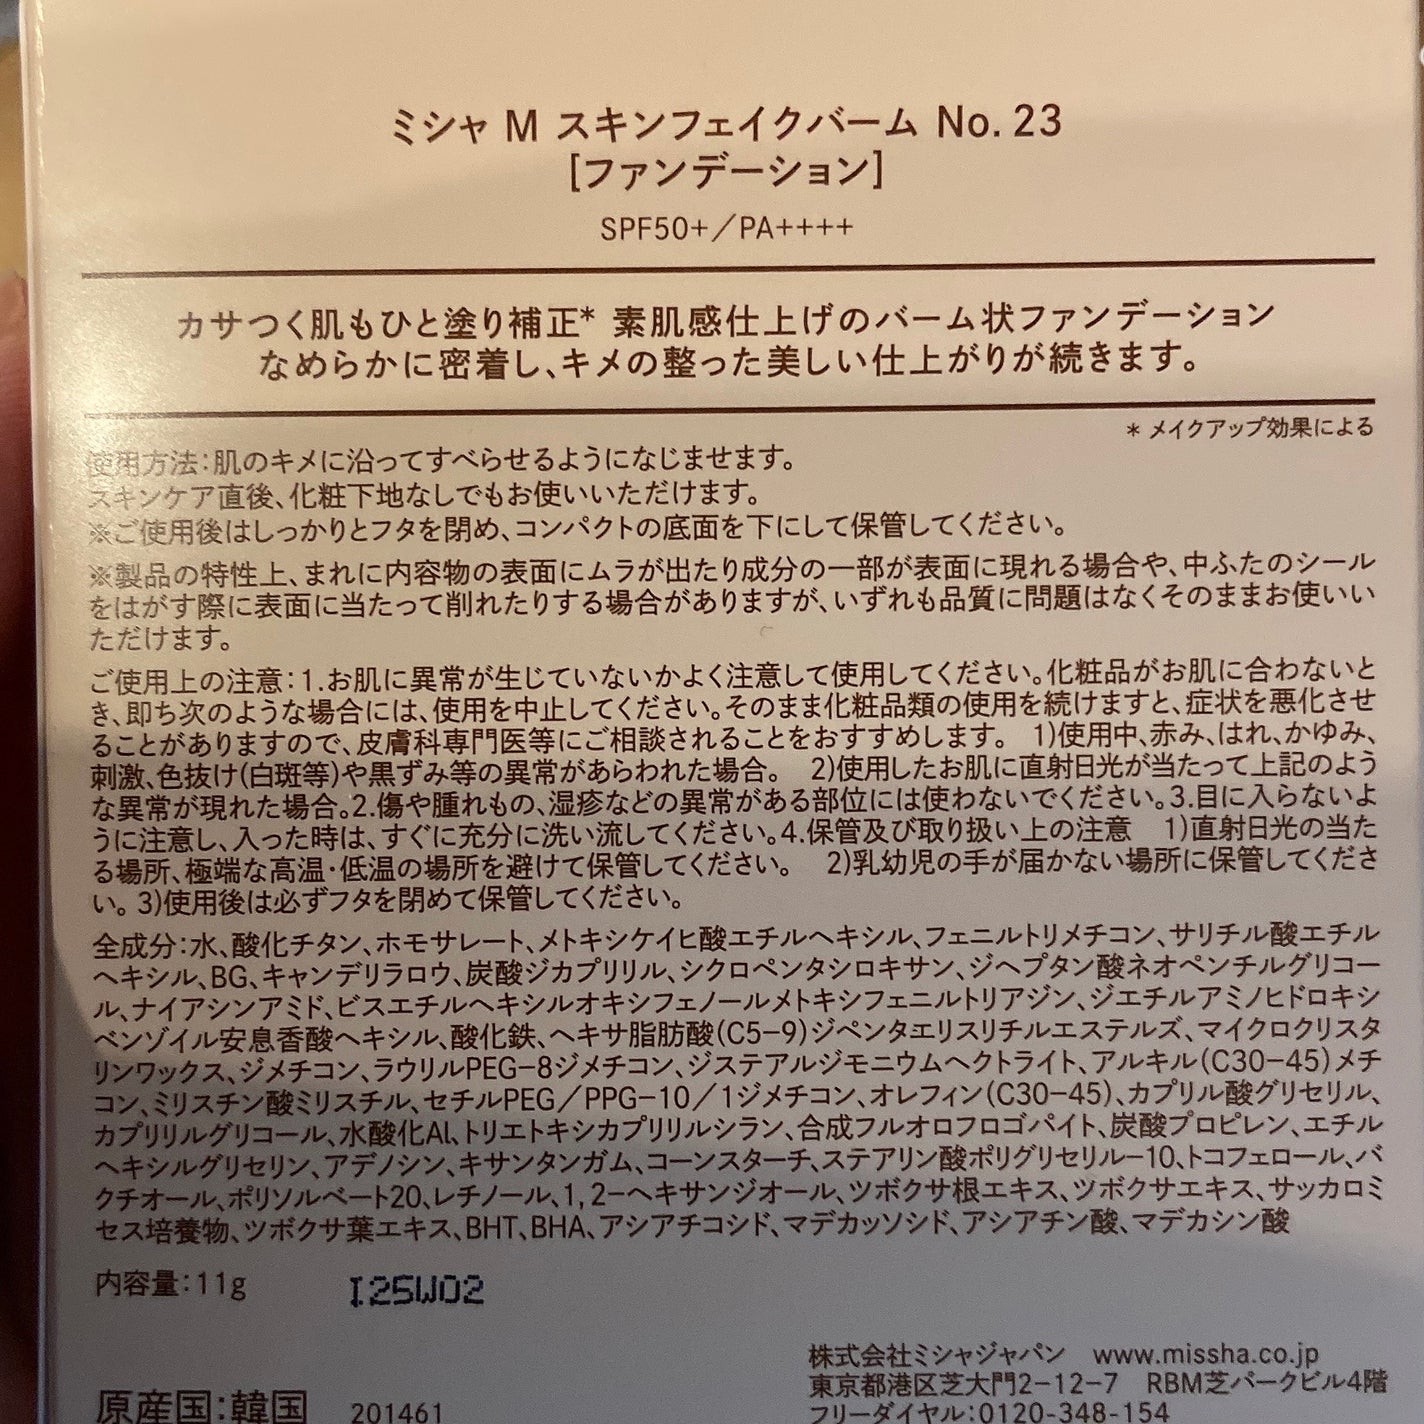 ミシャ M スキンフェイクバーム No. 23
[ファンデーション]
SPF50+／PA++++
カサつく肌もひと塗り補正* 素肌感仕上げのバーム状ファンデーション
なめらかに密着し、キメの整った美しい仕上がりが続きます。
* メイクアップ効果による
使用方法：肌のキメに沿ってすべらせるようになじませます。
スキンケア直後、化粧下地なしでもお使いいただけます。
※ご使用後はしっかりとフタを閉め、コンパクトの底面を下にして保管してください。
※製品の特性上、まれに内容物の表面にムラが出たり成分の一部が表面に現れる場合や、中ふたのシール
をはがす際に表面に当たって削れたりする場合がありますが、いずれも品質に問題はなくそのままお使いい
ただけます。
ご使用上の注意：1.お肌に異常が生じていないかよく注意して使用してください。化粧品がお肌に合わないと
き、即ち次のような場合には、使用を中止してください。そのまま化粧品類の使用を続けますと、症状を悪化させ
ることがありますので、皮膚科専門医等にご相談されることをおすすめします。 1)使用中、赤み、はれ、かゆみ、
刺激、色抜け(白斑等)や黒ずみ等の異常があらわれた場合。 2)使用したお肌に直射日光が当たって上記のよう
な異常が現れた場合。2.傷や腫れもの、湿疹などの異常がある部位には使わないでください。3.目に入らないよ
うに注意し、入った時は、すぐに充分に洗い流してください。4.保管及び取り扱い上の注意 1)直射日光の当た
る場所、極端な高温・低温の場所を避けて保管してください。 2)乳幼児の手が届かない場所に保管してくださ
い。3)使用後は必ずフタを閉めて保管してください。
全成分：水、酸化チタン、ホモサレート、メトキシケイヒ酸エチルヘキシル、フェニルトリメチコン、サリチル酸エチル
ヘキシル、BG、キャンデリラロウ、炭酸ジカプリリル、シクロペンタシロキサン、ジヘプタン酸ネオペンチルグリコー
ル、ナイアシンアミド、ビスエチルヘキシルオキシフェノールメトキシフェニルトリアジン、ジエチルアミノヒドロキシ
ベンゾイル安息香酸ヘキシル、酸化鉄、ヘキサ脂肪酸(C5-9)ジペンタエリスリチルエステルズ、マイクロクリスタ
リンワックス、ジメチコン、ラウリルPEG-8ジメチコン、ジステアルジモニウムヘクトライト、アルキル(C30-45)メチ
コン、ミリスチン酸ミリスチル、セチルPEG／PPG-10／1ジメチコン、オレフィン(C30-45)、カプリル酸グリセリル、
カプリリルグリコール、水酸化Al、トリエトキシカプリリルシラン、合成フルオロフロゴパイト、炭酸プロピレン、エチル
ヘキシルグリセリン、アデノシン、キサンタンガム、コーンスターチ、ステアリン酸ポリグリセリル-10、トコフェロール、バ
クチオール、ポリソルベート20、レチノール、1,2-ヘキサンジオール、ツボクサ根エキス、ツボクサエキス、サッカロミ
セス培養物、ツボクサ葉エキス、BHT、BHA、アシアチコシド、マデカッソシド、アシアチン酸、マデカシン酸
内容量：11g I25W02
株式会社ミシャジャパン www.missha.co.jp
東京都港区芝大門2-12-7 RBM芝パークビル4階
原産国：韓国 201461 フリーダイヤル：0120-348-154